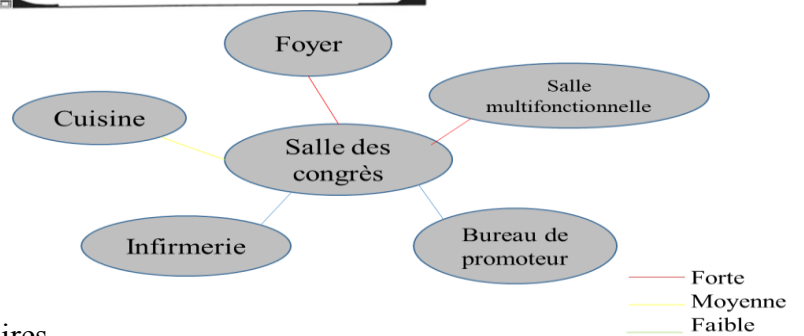 Foyer
Salle
multifonctionnelle
Cuisine
Salle des
congrès
Infirmerie
Bureau de
promoteur
Forte
Moyenne
Faible